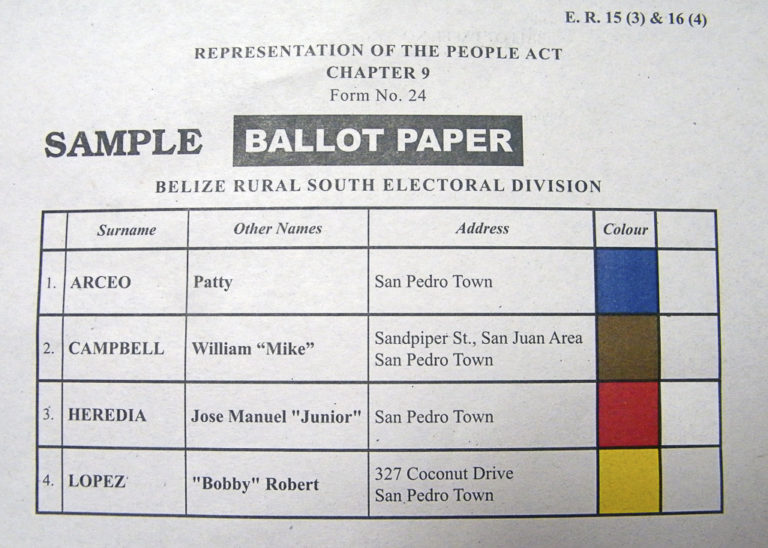 E. R. 15 (3) & 16 (4)
REPRESENTATION OF THE PEOPLE ACT
CHAPTER 9
Form No. 24
SAMPLE BALLOT PAPER
BELIZE RURAL SOUTH ELECTORAL DIVISION
Surname Other Names Address Colour
1. ARCEO Patty San Pedro Town
2. CAMPBELL William “Mike” Sandpiper St., San Juan Area
San Pedro Town
3. HEREDIA Jose Manuel "Junior" San Pedro Town
4. LOPEZ "Bobby" Robert 327 Coconut Drive
San Pedro Town